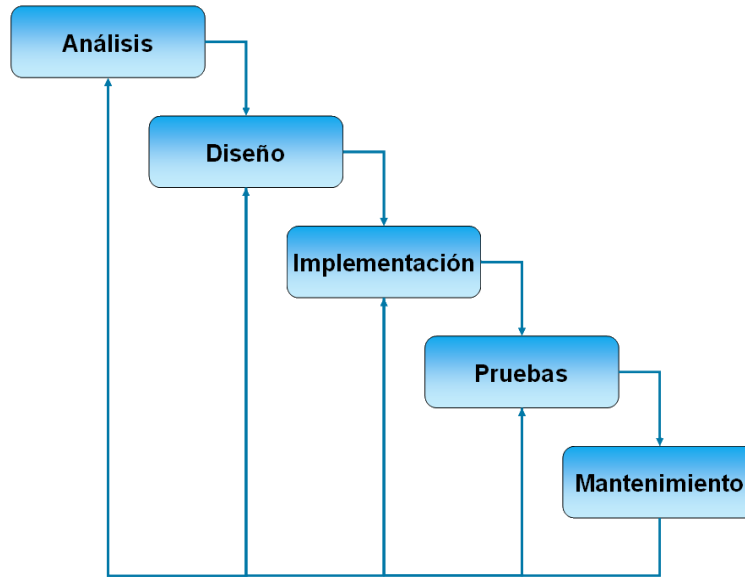 Análisis
Diseño
Implementación
Pruebas
Mantenimiento